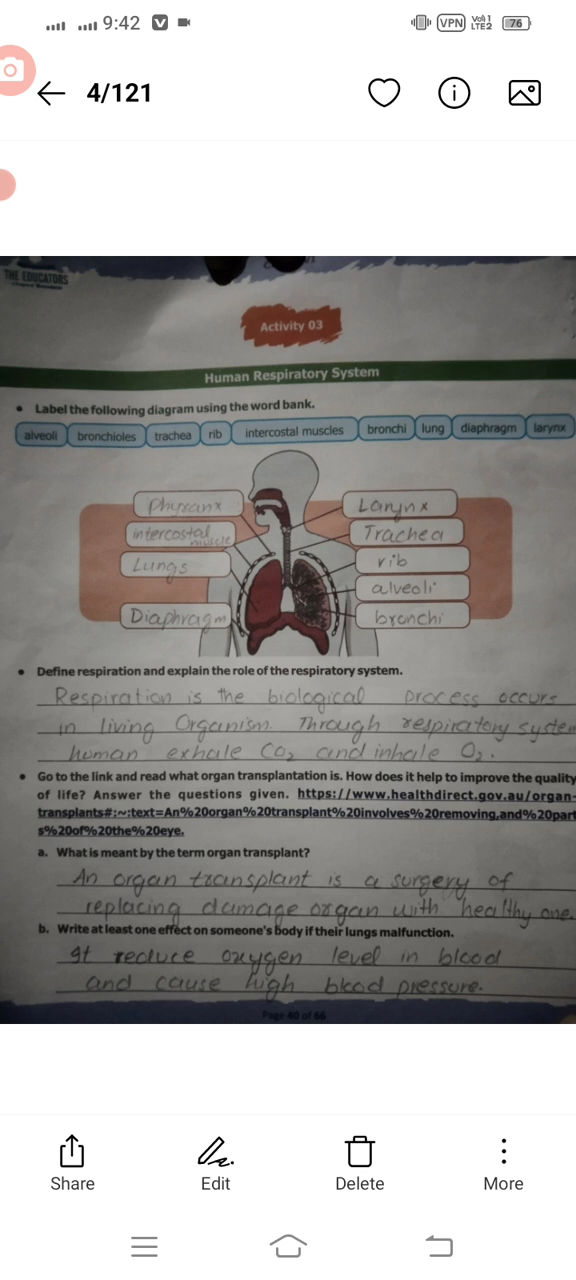 9:42
VPN
Vo)) 1
LTE2
76
4/121
THE EDUCATORS
Activity 03
Human Respiratory System
• Label the following diagram using the word bank.
alveoli bronchioles trachea rib intercostal muscles bronchi lung diaphragm larynx
Phyranx
Larynx
intercostal
muscle
Trachea
Lungs
rib
alveoli
Diaphragm
bronchi
• Define respiration and explain the role of the respiratory system.
Respiration is the biological process occurs
in living Organism. Through respiratory system
human exhale CO₂ and inhale O₂.
• Go to the link and read what organ transplantation is. How does it help to improve the quality
of life? Answer the questions given. https://www.healthdirect.gov.au/organ-
transplants#:~:text=An%20organ%20transplant%20involves%20removing,and%20part
s%20of%20the%20eye.
a. What is meant by the term organ transplant?
An organ transplant is a surgery of
replacing damage organ with healthy one.
b. Write at least one effect on someone's body if their lungs malfunction.
It reduce oxygen level in blood
and cause high blood pressure.
Page 40 of 66
Share Edit Delete More